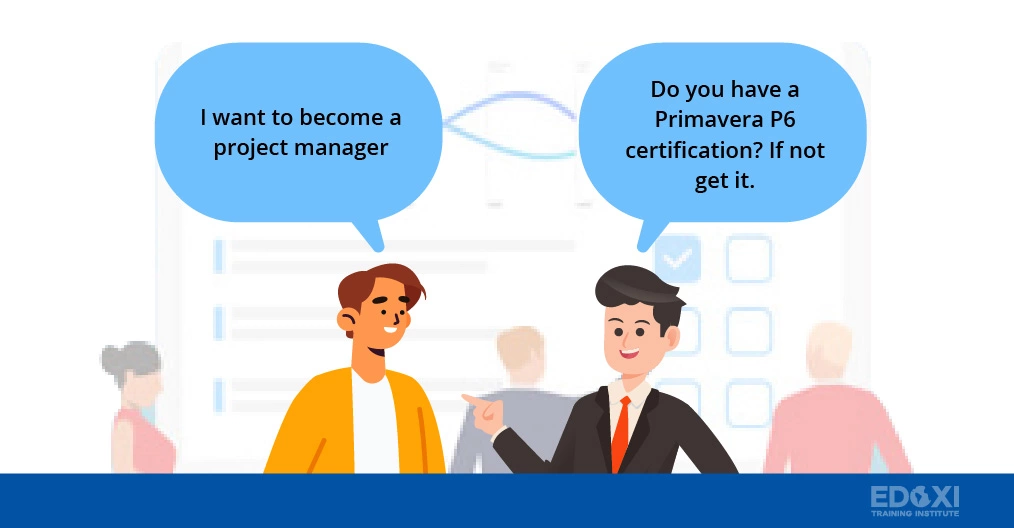 I want to become a
project manager
Do you have a
Primavera P6
certification? If not
get it.
EDOXI
TRAINING INSTITUTE